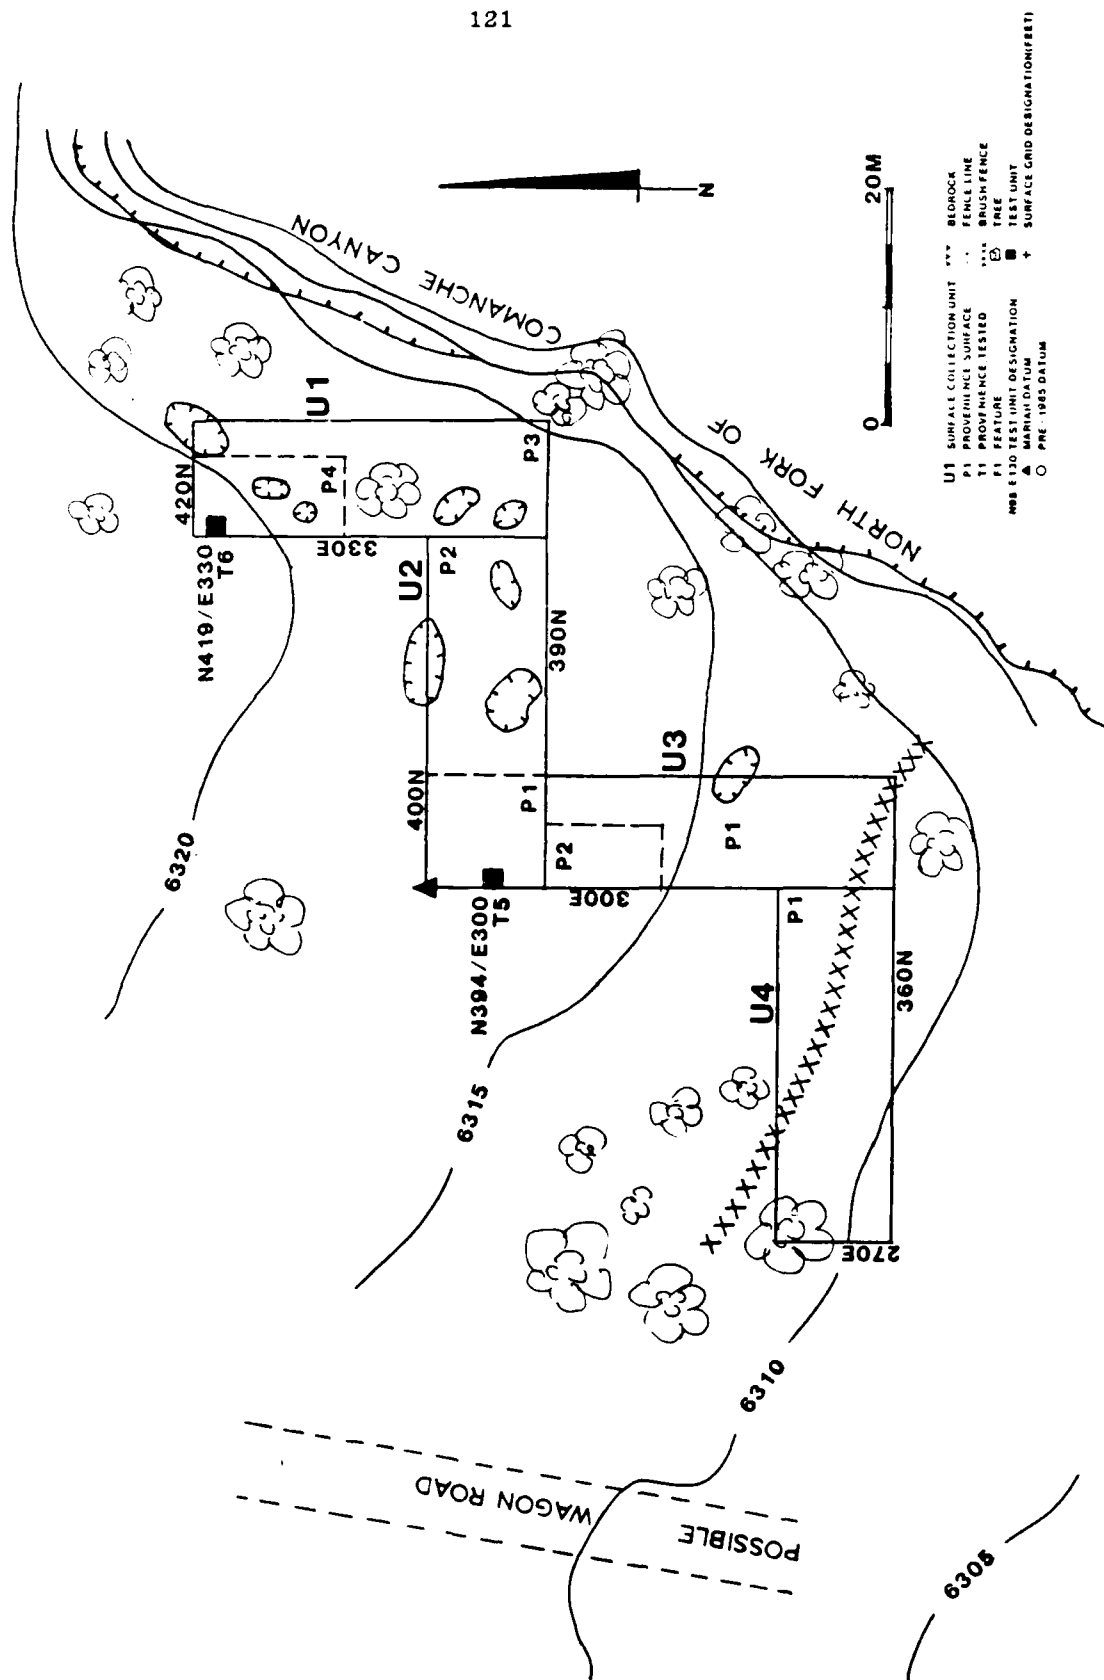 121
COMANCHE CANYON
NORTH FORK OF
N
0 20M
U1
420N
P4
P3
330E
N419/E330
T6
U2
P2
390N
400N
P1
U3
P2
P1
300E
N394/E300
T5
P1
U4
360N
270E
6320
6315
6310
6305
POSSIBLE
WAGON ROAD
U1 SURFACE COLLECTION UNIT
P1 PROVENIENCE SURFACE
T1 PROVENIENCE TESTED
F1 FEATURE
E130 TEST UNIT DESIGNATION
▲ MARIAH DATUM
○ PRE-1985 DATUM
BEDROCK
FENCE LINE
BRUSH FENCE
TREE
■ TEST UNIT
+ SURFACE GRID DESIGNATION(FEET)